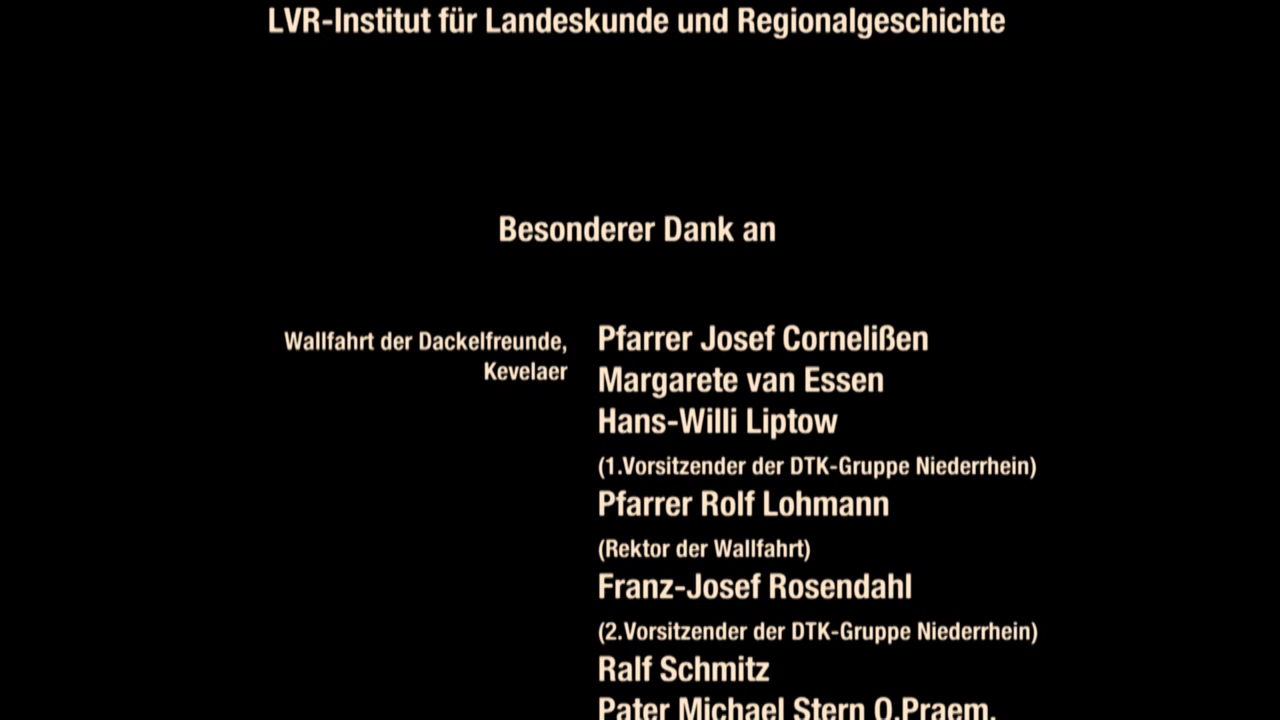 LVR-Institut für Landeskunde und Regionalgeschichte
Besonderer Dank an
Wallfahrt der Dackelfreunde,
Kevelaer
Pfarrer Josef Cornelißen
Margarete van Essen
Hans-Willi Liptow
(1.Vorsitzender der DTK-Gruppe Niederrhein)
Pfarrer Rolf Lohmann
(Rektor der Wallfahrt)
Franz-Josef Rosendahl
(2.Vorsitzender der DTK-Gruppe Niederrhein)
Ralf Schmitz
Pater Michael Stern O.Praem.